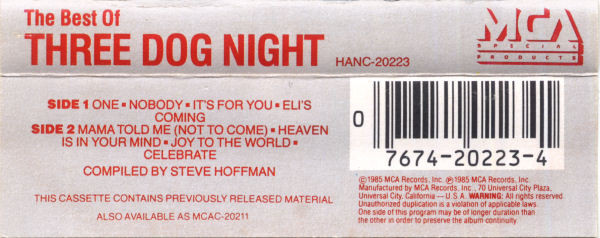 The Best Of
THREE DOG NIGHT HANC-20223
MCA
SPECIAL
PRODUCTS
SIDE 1 ONE ▪ NOBODY ▪ IT'S FOR YOU ▪ ELI'S
COMING
SIDE 2 MAMA TOLD ME (NOT TO COME) ▪ HEAVEN
IS IN YOUR MIND ▪ JOY TO THE WORLD ▪
CELEBRATE
COMPILED BY STEVE HOFFMAN
THIS CASSETTE CONTAINS PREVIOUSLY RELEASED MATERIAL
ALSO AVAILABLE AS MCAC-20211
0
7674-20223-4
©1985 MCA Records, Inc. ℗1985 MCA Records, Inc.
Manufactured by MCA Records, Inc., 70 Universal City Plaza,
Universal City, California — U.S.A. WARNING: All rights reserved.
Unauthorized duplication is a violation of applicable laws.
One side of this program may be of longer duration than
the other in order to preserve the album continuity.